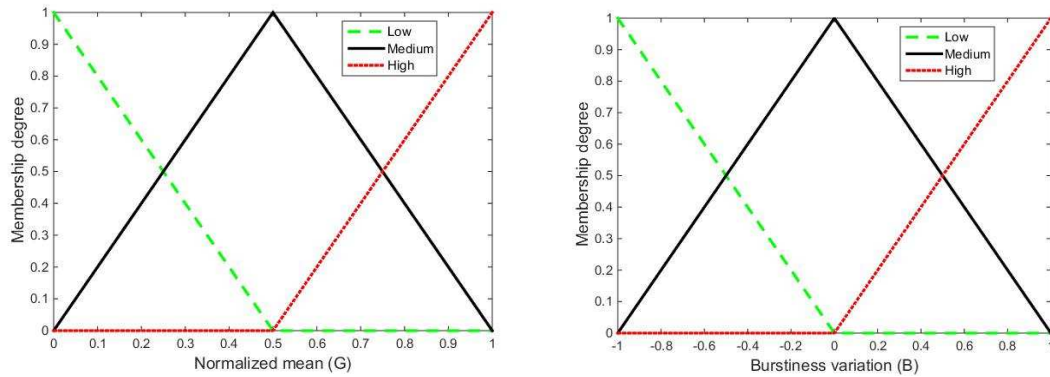 1
0.9
0.8
0.7
0.6
0.5
0.4
0.3
0.2
0.1
0
Membership degree
Low
Medium
High
0 0.1 0.2 0.3 0.4 0.5 0.6 0.7 0.8 0.9 1
Normalized mean (G)
1
0.9
0.8
0.7
0.6
0.5
0.4
0.3
0.2
0.1
0
Membership degree
Low
Medium
High
-1 -0.8 -0.6 -0.4 -0.2 0 0.2 0.4 0.6 0.8 1
Burstiness variation (B)